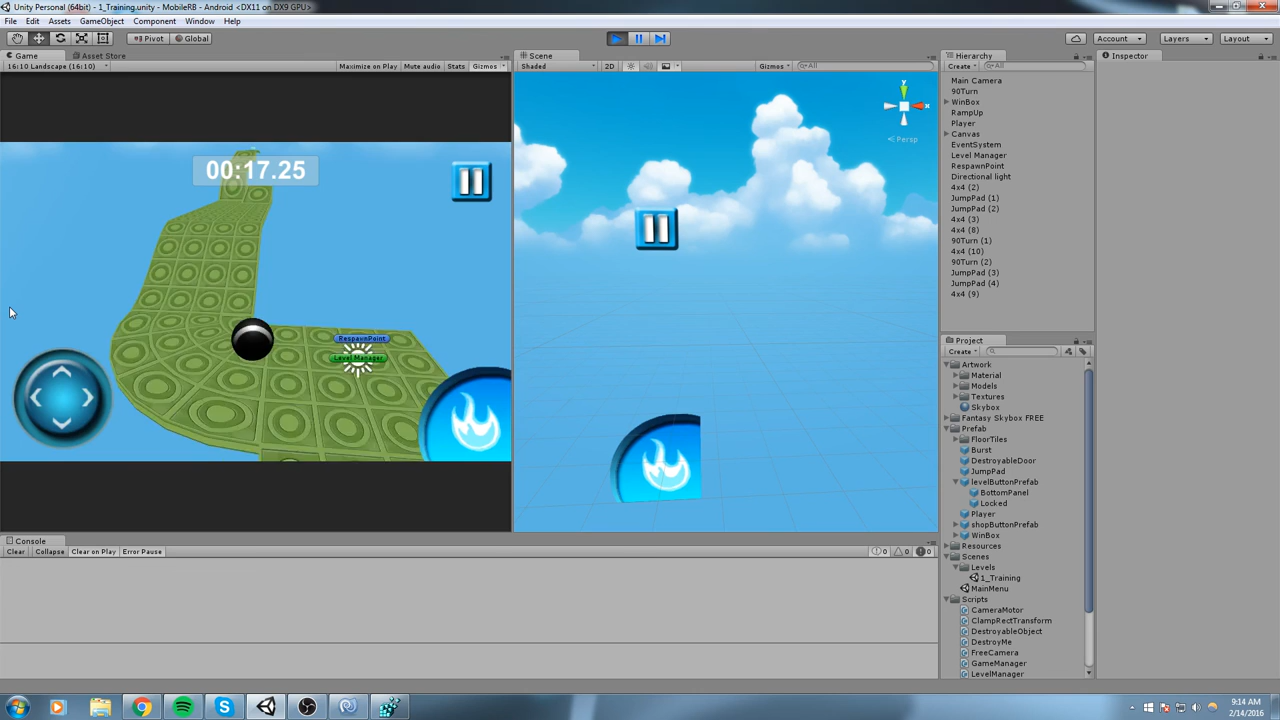 Unity Personal (64bit) - 1_Training.unity - MobileRB - Android <DX11 on DX9 GPU>
File Edit Assets GameObject Component Window Help
Pivot Global Account Layers Layout
Game Asset Store
16:10 Landscape (16:10) Maximize on Play Mute audio Stats Gizmos
Scene
Shaded 2D Gizmos All
Hierarchy
Create All
Main Camera
90Turn
WinBox
RampUp
Player
Canvas
EventSystem
Level Manager
RespawnPoint
Directional light
4x4 (2)
JumpPad (1)
JumpPad (2)
4x4 (3)
4x4 (8)
90Turn (1)
4x4 (10)
90Turn (2)
JumpPad (3)
JumpPad (4)
4x4 (9)
Inspector
00:17.25
RespawnPoint
Level Manager
y
x
Persp
Project
Create
Artwork
Material
Models
Textures
Skybox
Fantasy Skybox FREE
Prefab
FloorTiles
Burst
DestroyableDoor
JumpPad
levelButtonPrefab
BottomPanel
Locked
Player
shopButtonPrefab
WinBox
Resources
Scenes
Levels
1_Training
MainMenu
Scripts
CameraMotor
ClampRectTransform
DestroyableObject
DestroyMe
FreeCamera
GameManager
LevelManager
Console
Clear Collapse Clear on Play Error Pause 0 0 0
9:14 AM
2/14/2016